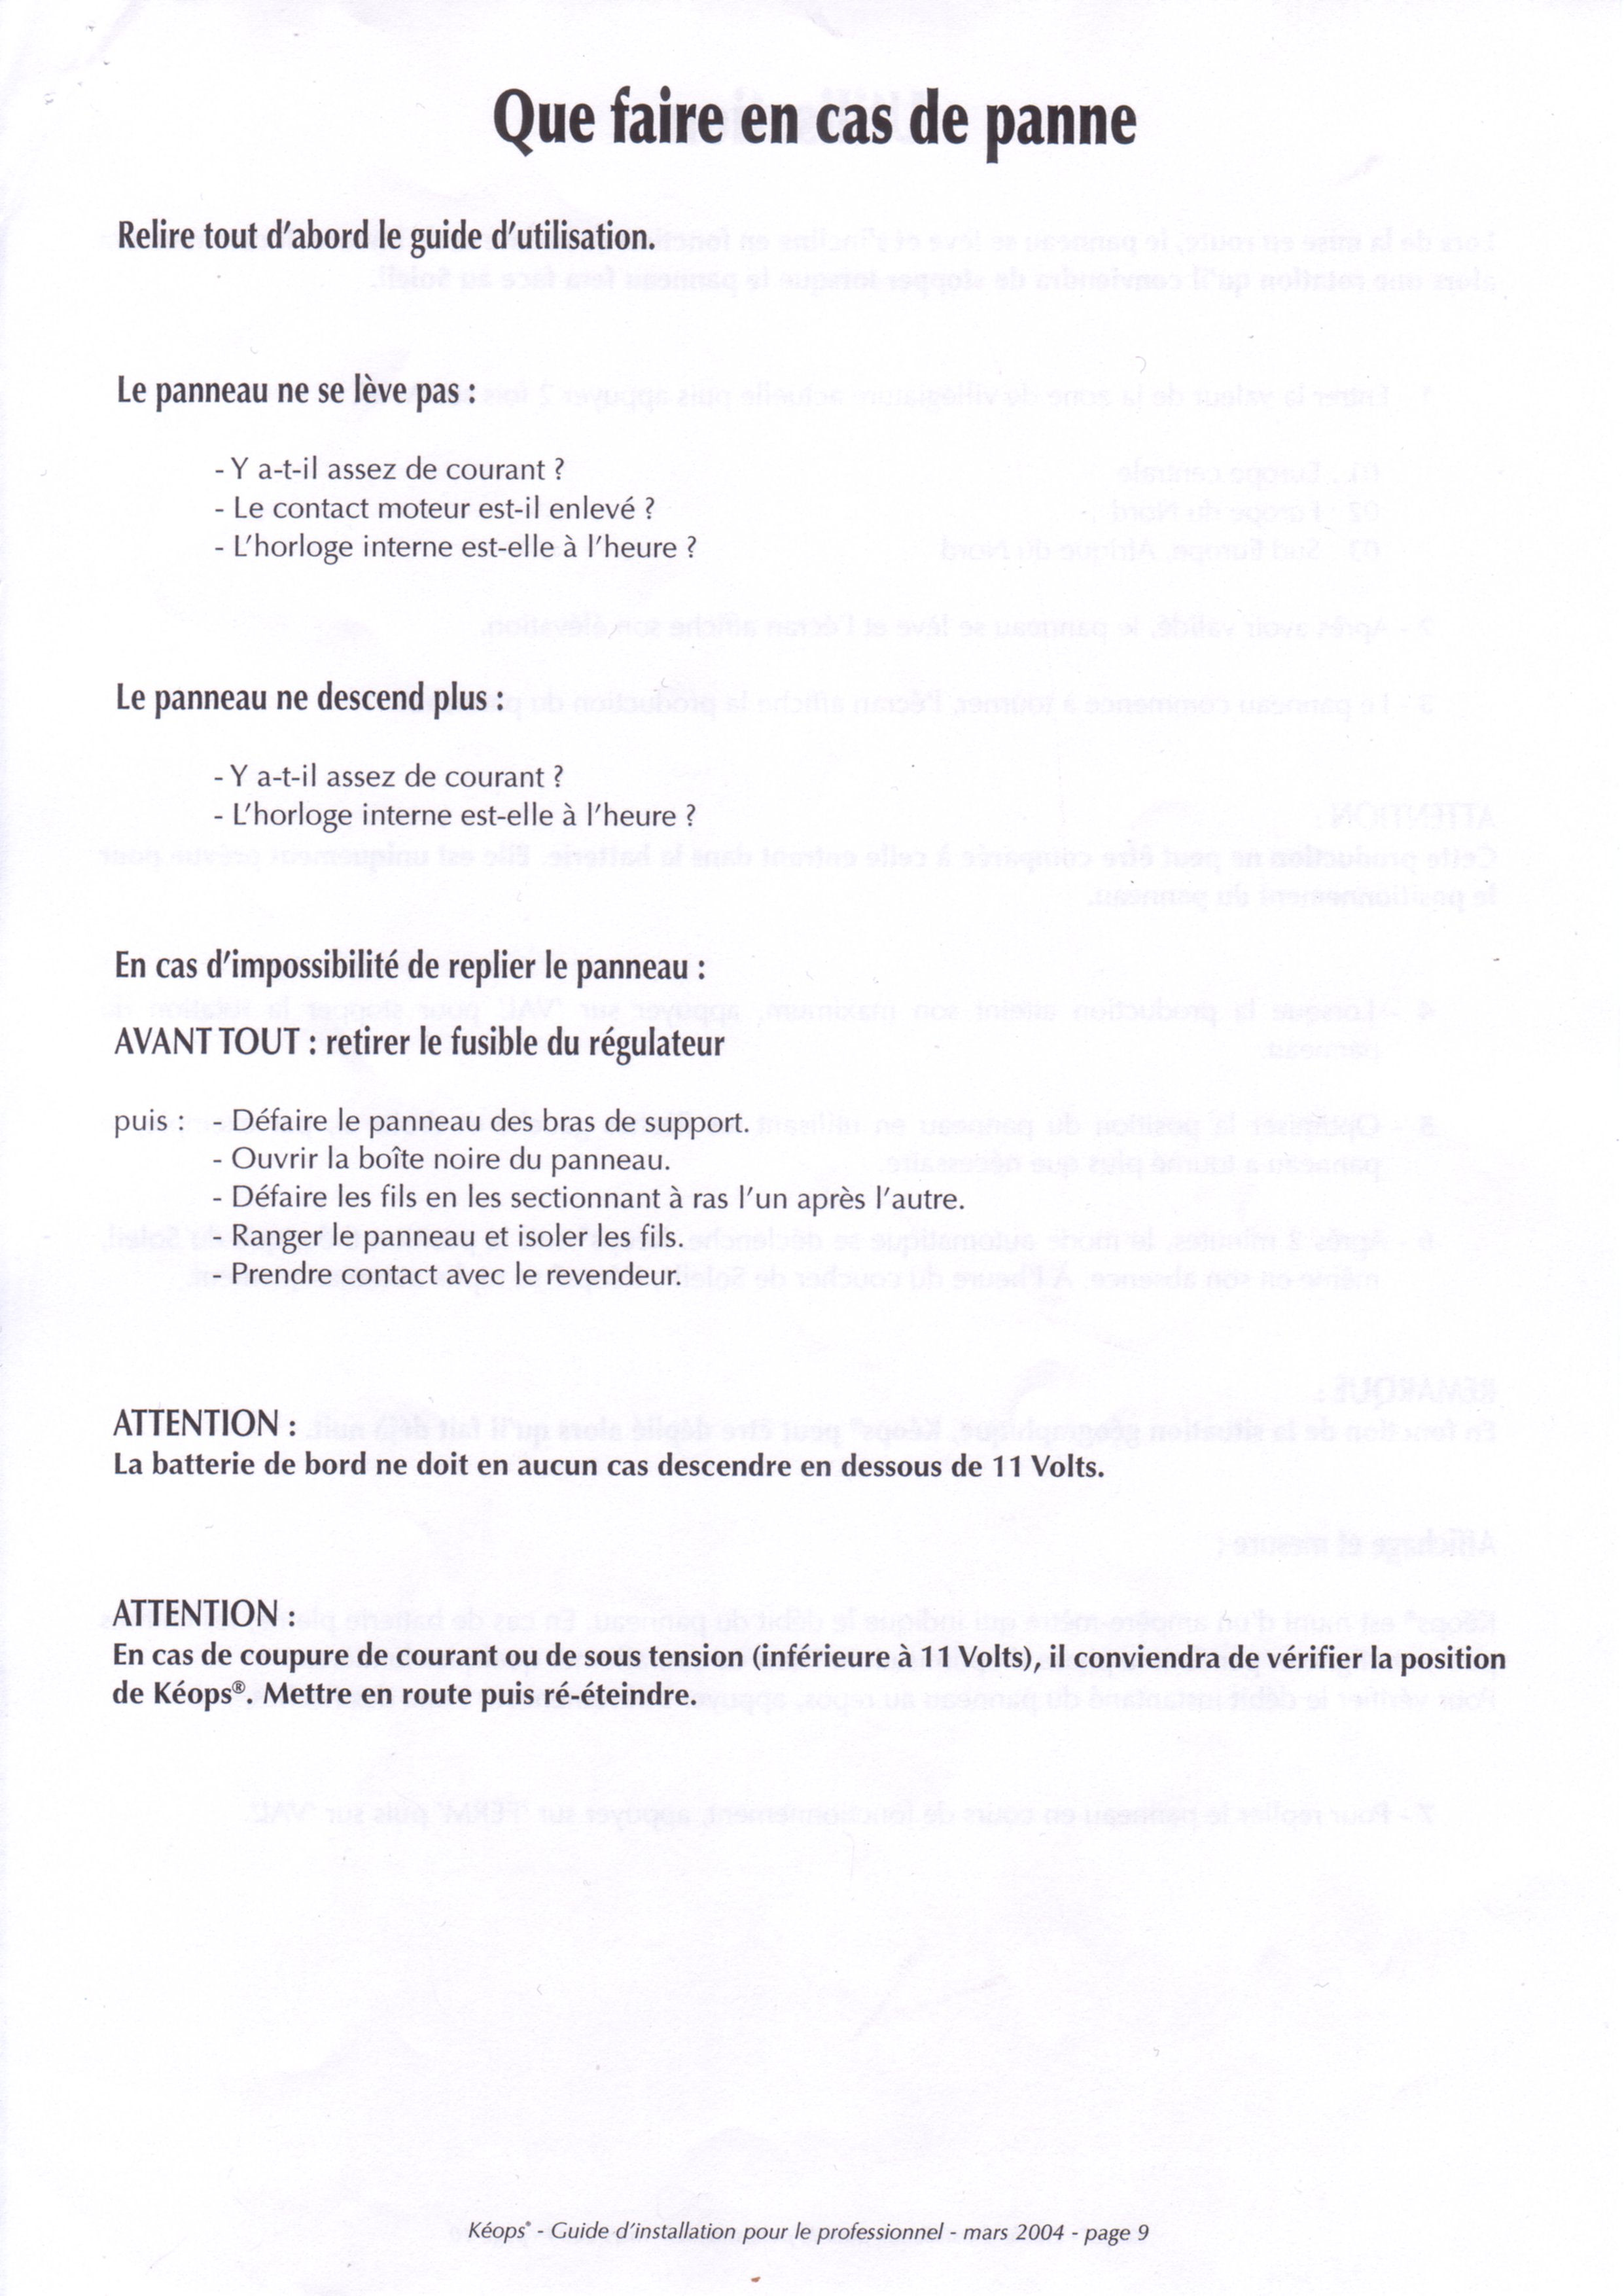 Que faire en cas de panne
Relire tout d'abord le guide d'utilisation.
Le panneau ne se lève pas :
- Y a-t-il assez de courant ?
- Le contact moteur est-il enlevé ?
- L'horloge interne est-elle à l'heure ?
Le panneau ne descend plus :
- Y a-t-il assez de courant ?
- L'horloge interne est-elle à l'heure ?
En cas d'impossibilité de replier le panneau :
AVANT TOUT : retirer le fusible du régulateur
puis : - Défaire le panneau des bras de support.
- Ouvrir la boîte noire du panneau.
- Défaire les fils en les sectionnant à ras l'un après l'autre.
- Ranger le panneau et isoler les fils.
- Prendre contact avec le revendeur.
ATTENTION :
La batterie de bord ne doit en aucun cas descendre en dessous de 11 Volts.
ATTENTION :
En cas de coupure de courant ou de sous tension (inférieure à 11 Volts), il conviendra de vérifier la position
de Kéops®. Mettre en route puis ré-éteindre.
Kéops® - Guide d'installation pour le professionnel - mars 2004 - page 9